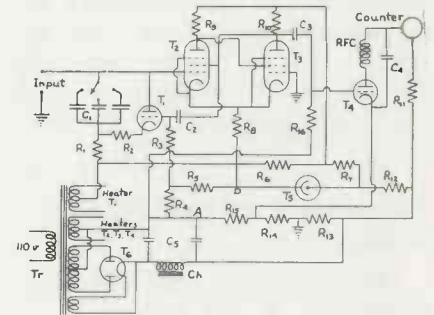 Counter
R9
R10
C3
RFC
C4
T2
T3
T4
R11
Input
T1
C1
C2
R8
R16
R1
R2
R3
R6
R7
R5
T5
R12
Heater
T1
R4
A
R15
R14
R13
Heaters
T2, T3, T4
110 v
C5
T6
Tr
Ch